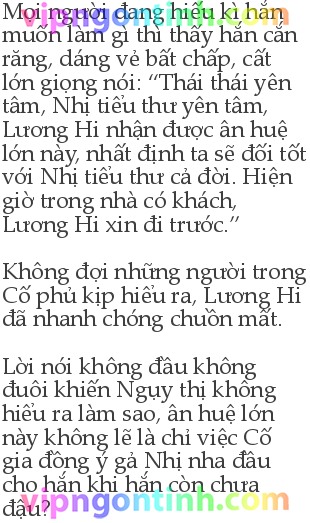 Mọi người đang hiếu kì hắn
muốn làm gì thì thấy hắn cắn
răng, dáng vẻ bất chấp, cất
lớn giọng nói: “Thái thái yên
tâm, Nhị tiểu thư yên tâm,
Lương Hi nhận được ân huệ
lớn này, nhất định ta sẽ đối tốt
với Nhị tiểu thư cả đời. Hiện
giờ trong nhà có khách,
Lương Hi xin đi trước.”
Không đợi những người trong
Cố phủ kịp hiểu ra, Lương Hi
đã nhanh chóng chuồn mất.
Lời nói không đầu không
đuôi khiến Ngụy thị không
hiểu ra làm sao, ân huệ lớn
này không lẽ là chỉ việc Cố
gia đồng ý gả Nhị nha đầu
cho hắn khi hắn còn chưa
đậu?
vipngontinh.com
vipngontinh.com